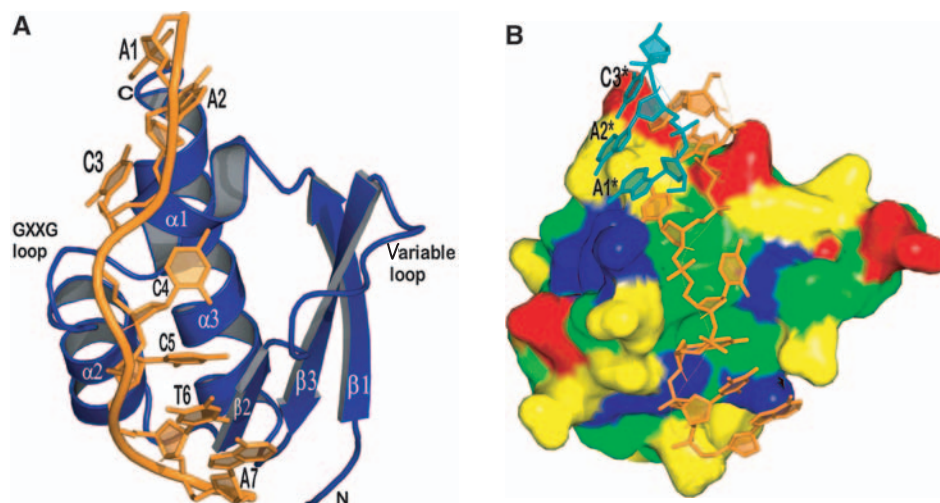 A
A1
C
A2
C3
GXXG
loop
α1
Variable
loop
C4
α3
C5
α2
T6
β2
β3
β1
A7
N
B
C3*
A2*
A1*